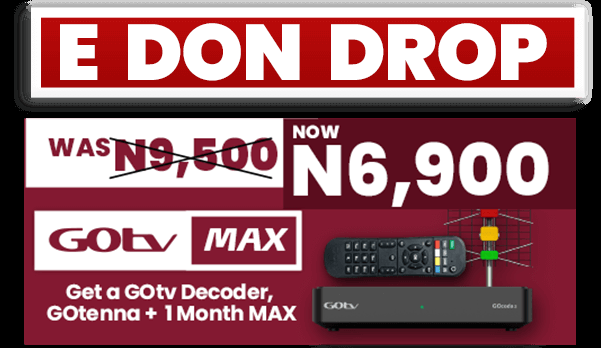 E DON DROP
WAS N9,500
NOW
N6,900
GOtv MAX
Get a GOtv Decoder,
GOtenna + 1 Month MAX
GOtv